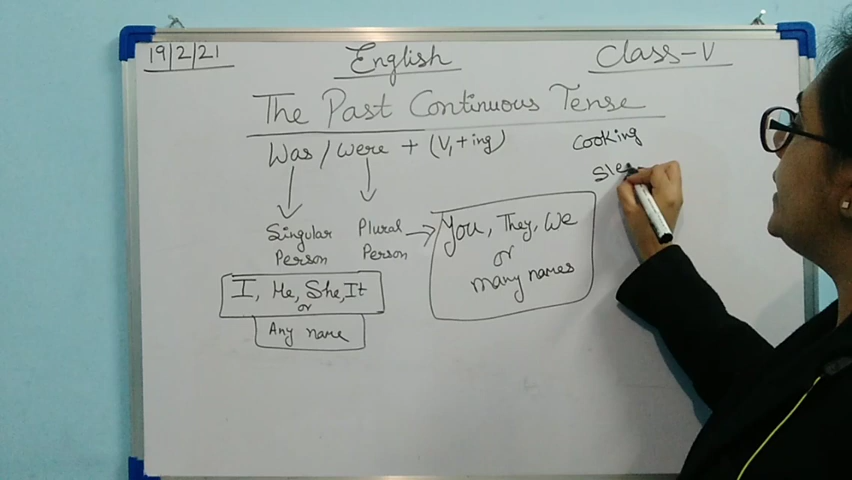 19/2/21 English Class-V
The Past Continuous Tense
Was/were + (V1+ing)
Cooking
Sle
Singular Person
Plural Person
You, They, We
or
many names
I, He, She, It
or
Any name